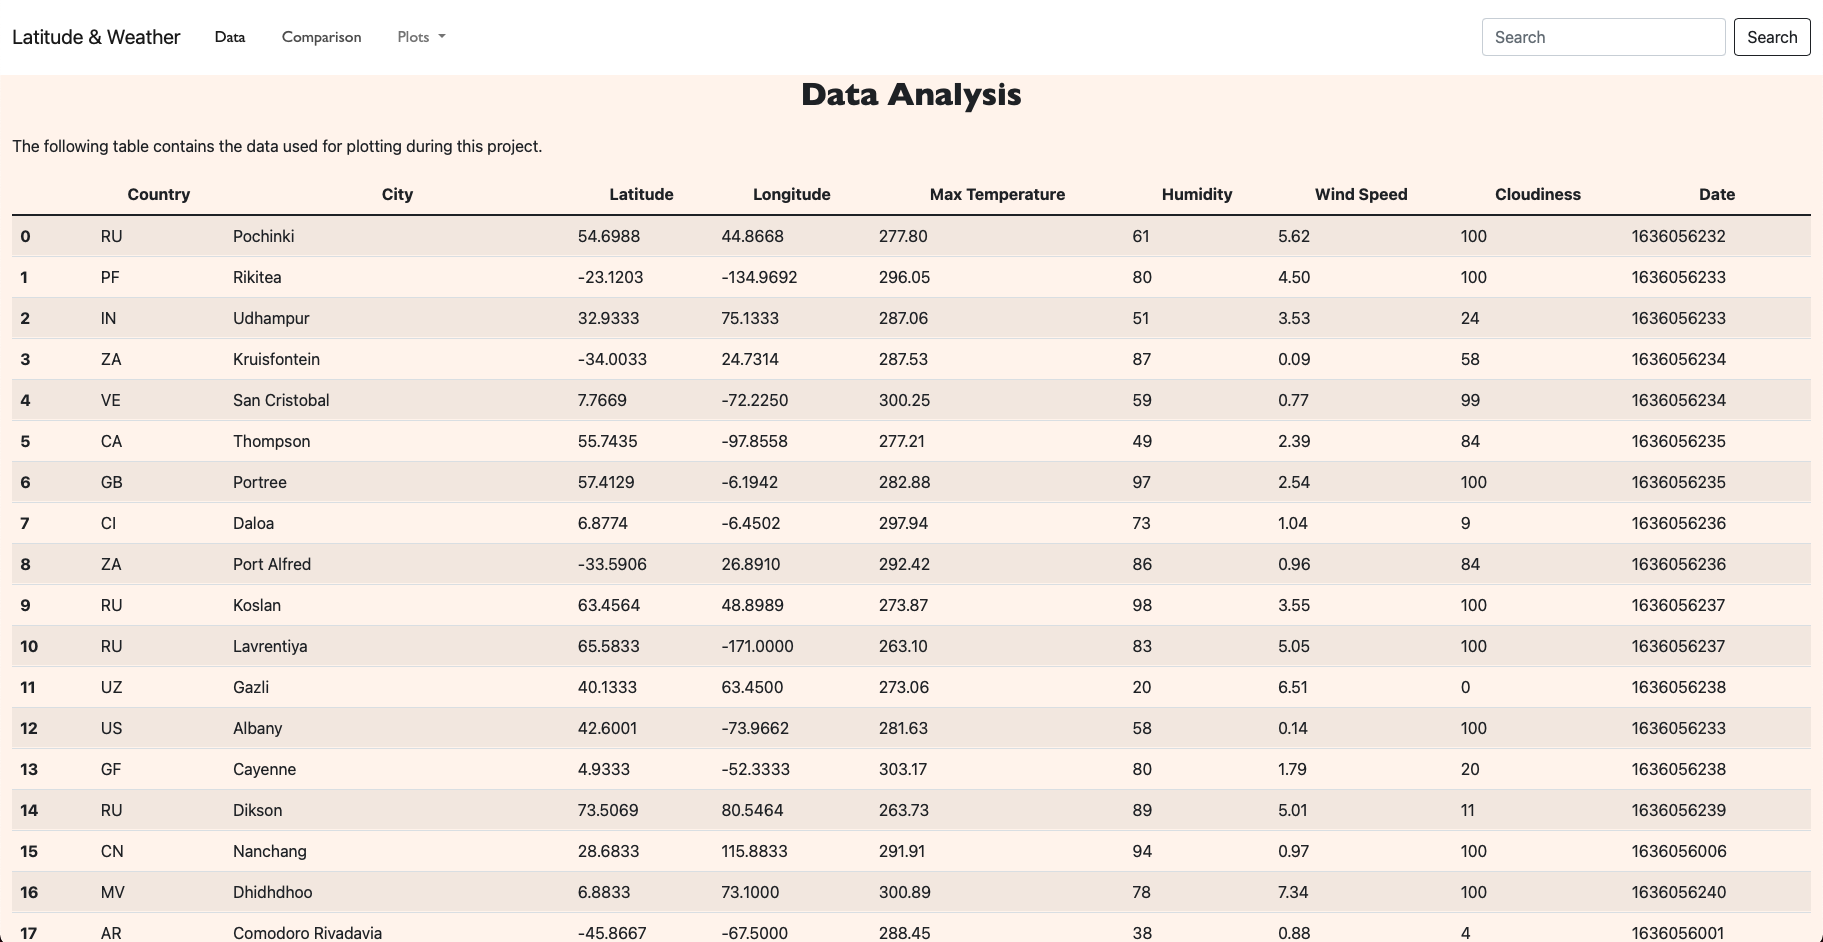 Latitude & Weather Data Comparison Plots Search Search
Data Analysis
The following table contains the data used for plotting during this project.
Country City Latitude Longitude Max Temperature Humidity Wind Speed Cloudiness Date
0 RU Pochinki 54.6988 44.8668 277.80 61 5.62 100 1636056232
1 PF Rikitea -23.1203 -134.9692 296.05 80 4.50 100 1636056233
2 IN Udhampur 32.9333 75.1333 287.06 51 3.53 24 1636056233
3 ZA Kruisfontein -34.0033 24.7314 287.53 87 0.09 58 1636056234
4 VE San Cristobal 7.7669 -72.2250 300.25 59 0.77 99 1636056234
5 CA Thompson 55.7435 -97.8558 277.21 49 2.39 84 1636056235
6 GB Portree 57.4129 -6.1942 282.88 97 2.54 100 1636056235
7 CI Daloa 6.8774 -6.4502 297.94 73 1.04 9 1636056236
8 ZA Port Alfred -33.5906 26.8910 292.42 86 0.96 84 1636056236
9 RU Koslan 63.4564 48.8989 273.87 98 3.55 100 1636056237
10 RU Lavrentiya 65.5833 -171.0000 263.10 83 5.05 100 1636056237
11 UZ Gazli 40.1333 63.4500 273.06 20 6.51 0 1636056238
12 US Albany 42.6001 -73.9662 281.63 58 0.14 100 1636056233
13 GF Cayenne 4.9333 -52.3333 303.17 80 1.79 20 1636056238
14 RU Dikson 73.5069 80.5464 263.73 89 5.01 11 1636056239
15 CN Nanchang 28.6833 115.8833 291.91 94 0.97 100 1636056006
16 MV Dhidhdhoo 6.8833 73.1000 300.89 78 7.34 100 1636056240
17 AR Comodoro Rivadavia -45.8667 -67.5000 288.45 38 0.88 4 1636056001